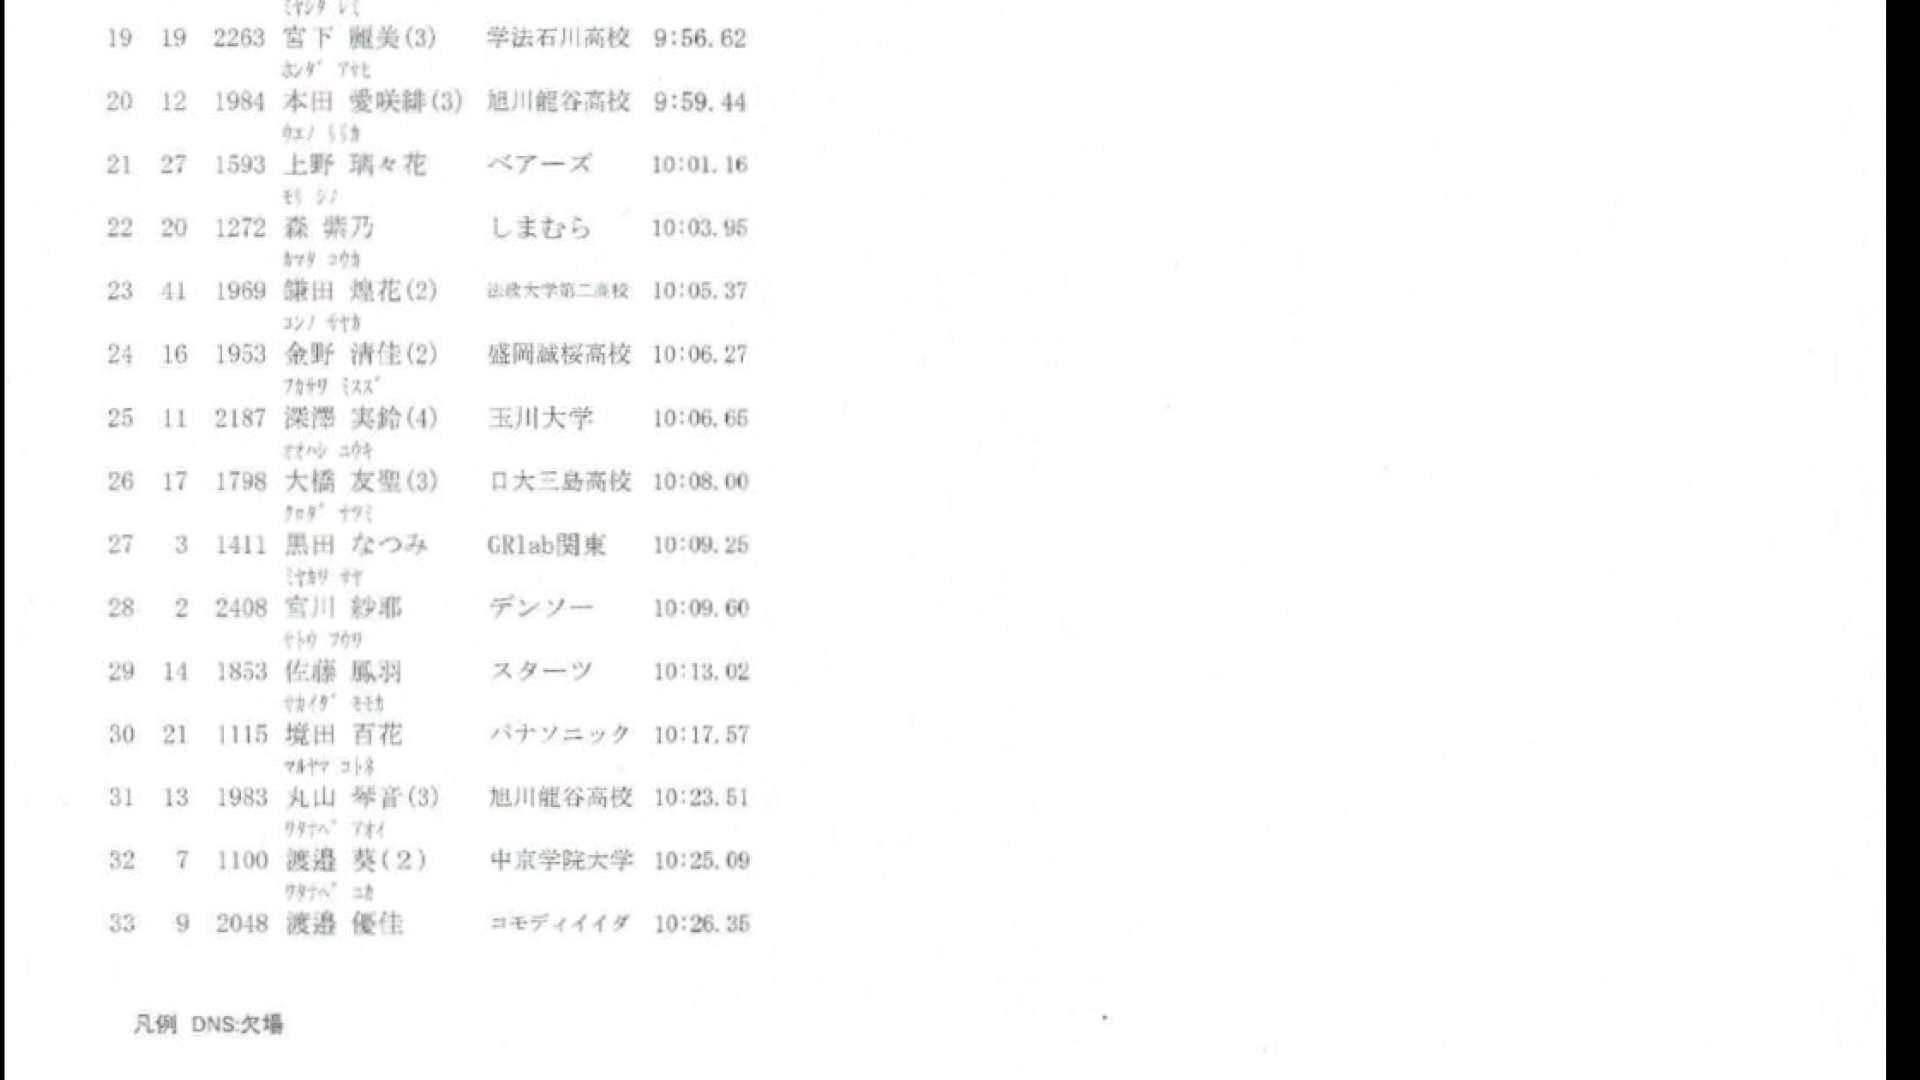 ﾐﾔｼﾀ ﾚﾐ
19 19 2263 宮下 麗美(3) 学法石川高校 9:56.62
ﾎﾝﾀﾞ ｱｻﾋ
20 12 1984 本田 愛咲緋(3) 旭川龍谷高校 9:59.44
ｳｴﾉ ﾘﾘｶ
21 27 1593 上野 璃々花 ベアーズ 10:01.16
ﾓﾘ ｼﾉ
22 20 1272 森 紫乃 しまむら 10:03.95
ｶﾏﾀ ｺｳｶ
23 41 1969 鎌田 煌花(2) 法政大学第二高校 10:05.37
ｺﾝﾉ ｻﾔｶ
24 16 1953 金野 清佳(2) 盛岡誠桜高校 10:06.27
ﾌｶｻﾜ ﾐｽｽﾞ
25 11 2187 深澤 実鈴(4) 玉川大学 10:06.65
ｵｵﾊｼ ﾕｳｷ
26 17 1798 大橋 友聖(3) 日大三島高校 10:08.00
ｸﾛﾀﾞ ﾅﾂﾐ
27 3 1411 黒田 なつみ GRlab関東 10:09.25
ﾐﾔｶﾜ ｻﾔ
28 2 2408 宮川 紗耶 デンソー 10:09.60
ｻﾄｳ ﾌｳﾜ
29 14 1853 佐藤 鳳羽 スターツ 10:13.02
ｻｶｲﾀﾞ ﾓﾓｶ
30 21 1115 境田 百花 パナソニック 10:17.57
ﾏﾙﾔﾏ ｺﾄﾈ
31 13 1983 丸山 琴音(3) 旭川龍谷高校 10:23.51
ﾜﾀﾅﾍﾞ ｱｵｲ
32 7 1100 渡邉 葵(２) 中京学院大学 10:25.09
ﾜﾀﾅﾍﾞ ﾕｶ
33 9 2048 渡邉 優佳 コモディイイダ 10:26.35
凡例 DNS:欠場